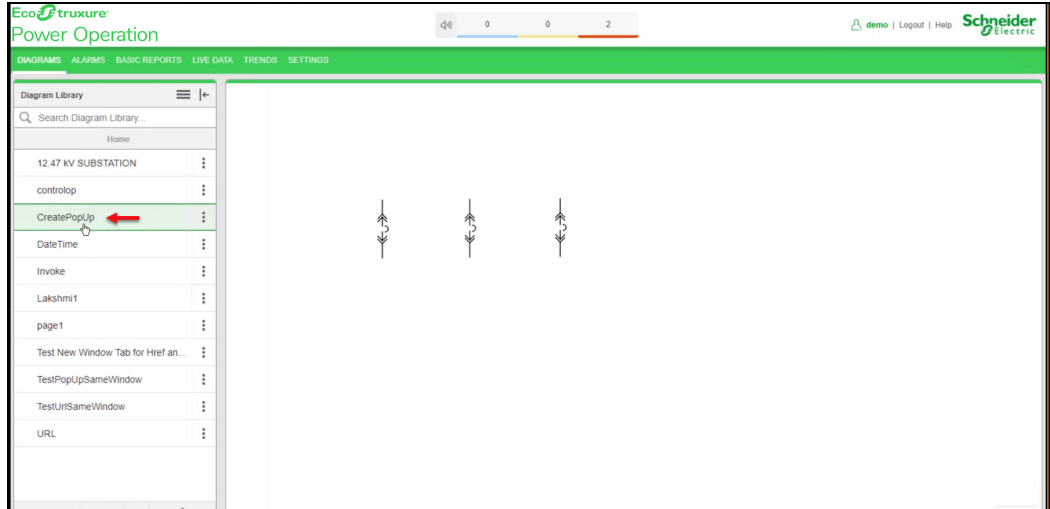 EcoStruxure
Power Operation
0 0 2
demo | Logout | Help
Schneider
Electric
DIAGRAMS ALARMS BASIC REPORTS LIVE DATA TRENDS SETTINGS
Diagram Library
Search Diagram Library...
Home
12.47 kV SUBSTATION
controlop
CreatePopUp
DateTime
Invoke
Lakshmi1
page1
Test New Window Tab for Href an...
TestPopUpSameWindow
TestUrlSameWindow
URL